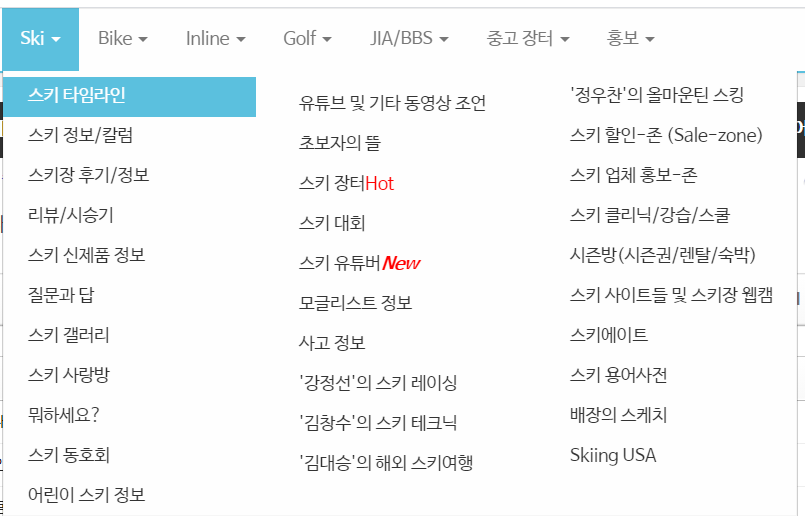 Ski Bike Inline Golf JIA/BBS 중고 장터 홍보
스키 타임라인
스키 정보/칼럼
스키장 후기/정보
리뷰/시승기
스키 신제품 정보
질문과 답
스키 갤러리
스키 사랑방
뭐하세요?
스키 동호회
어린이 스키 정보
유튜브 및 기타 동영상 조언
초보자의 뜰
스키 장터Hot
스키 대회
스키 유튜버New
모글리스트 정보
사고 정보
'강정선'의 스키 레이싱
'김창수'의 스키 테크닉
'김대승'의 해외 스키여행
'정우찬'의 올마운틴 스킹
스키 할인-존 (Sale-zone)
스키 업체 홍보-존
스키 클리닉/강습/스쿨
시즌방(시즌권/렌탈/숙박)
스키 사이트들 및 스키장 웹캠
스키에이트
스키 용어사전
배장의 스케치
Skiing USA